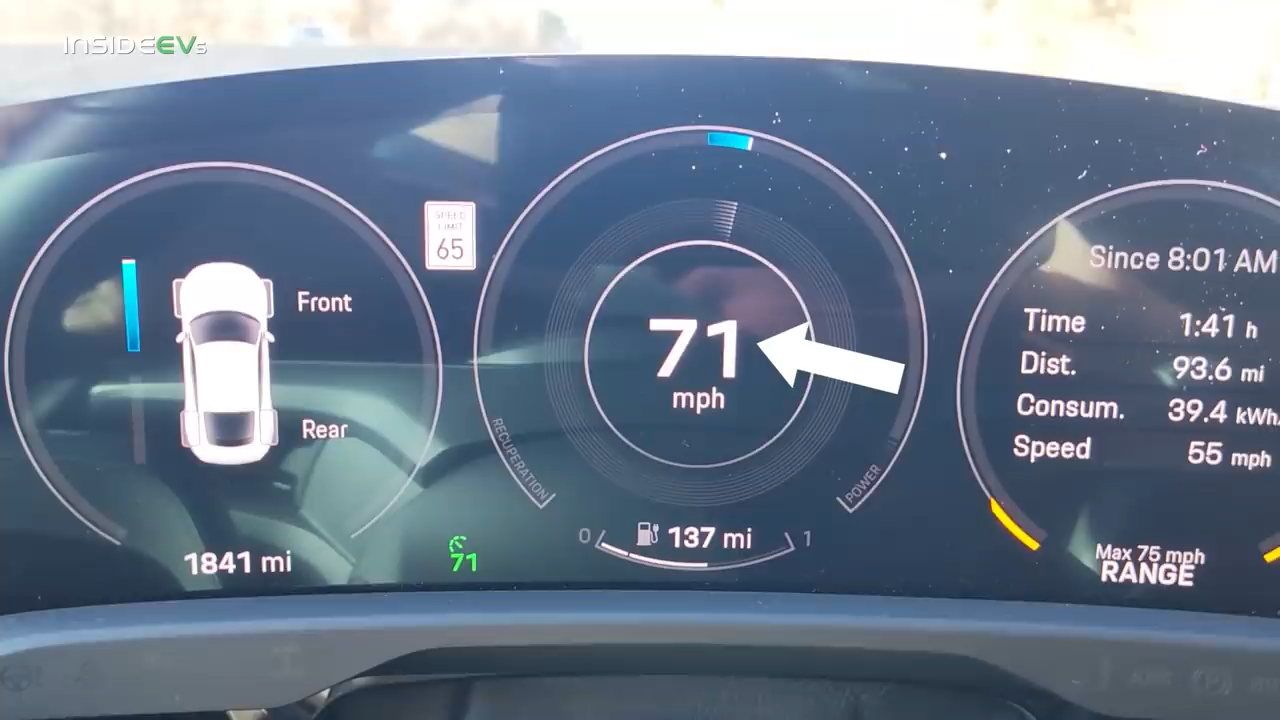 INSIDEEVs
SPEED
LIMIT
65
Front
Rear
1841 mi
71
71
mph
RECUPERATION
POWER
0
137 mi
1
Since 8:01 AM
Time 1:41 h
Dist. 93.6 mi
Consum. 39.4 kWh/
Speed 55 mph
Max 75 mph
RANGE